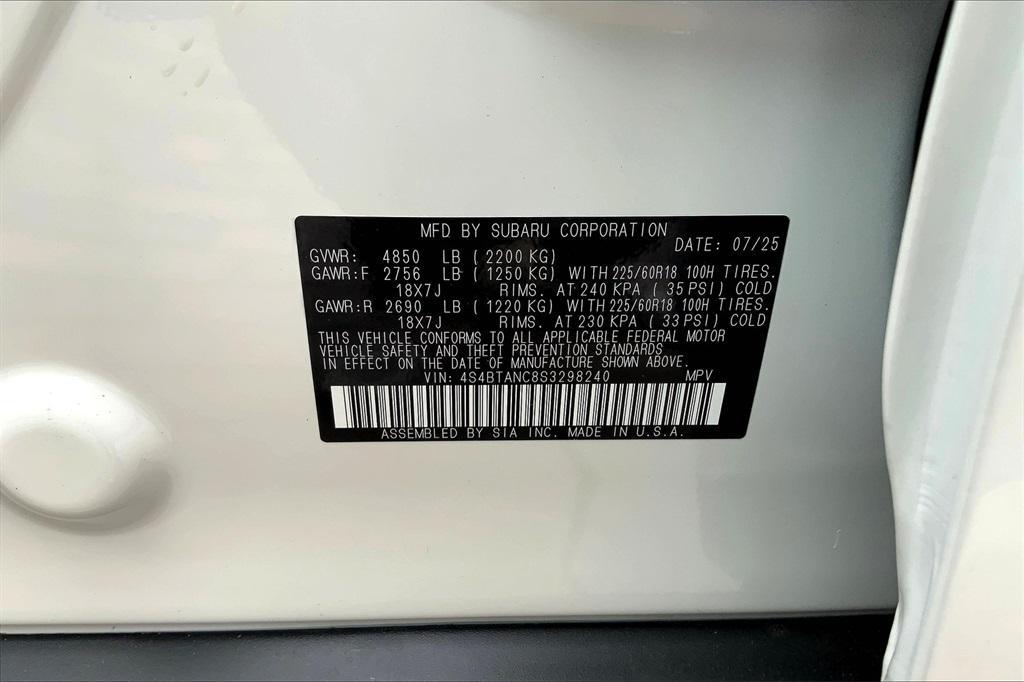 MFD BY SUBARU CORPORATION DATE: 07/25
GVWR: 4850 LB (2200 KG)
GAWR:F 2756 LB (1250 KG) WITH 225/60R18 100H TIRES.
18X7J RIMS. AT 240 KPA (35 PSI) COLD
GAWR:R 2690 LB (1220 KG) WITH 225/60R18 100H TIRES.
18X7J RIMS. AT 230 KPA (33 PSI) COLD
THIS VEHICLE CONFORMS TO ALL APPLICABLE FEDERAL MOTOR
VEHICLE SAFETY AND THEFT PREVENTION STANDARDS
IN EFFECT ON THE DATE OF MANUFACTURE SHOWN ABOVE.
VIN: 4S4BTANC8S3298240 MPV
ASSEMBLED BY SIA INC. MADE IN U.S.A.